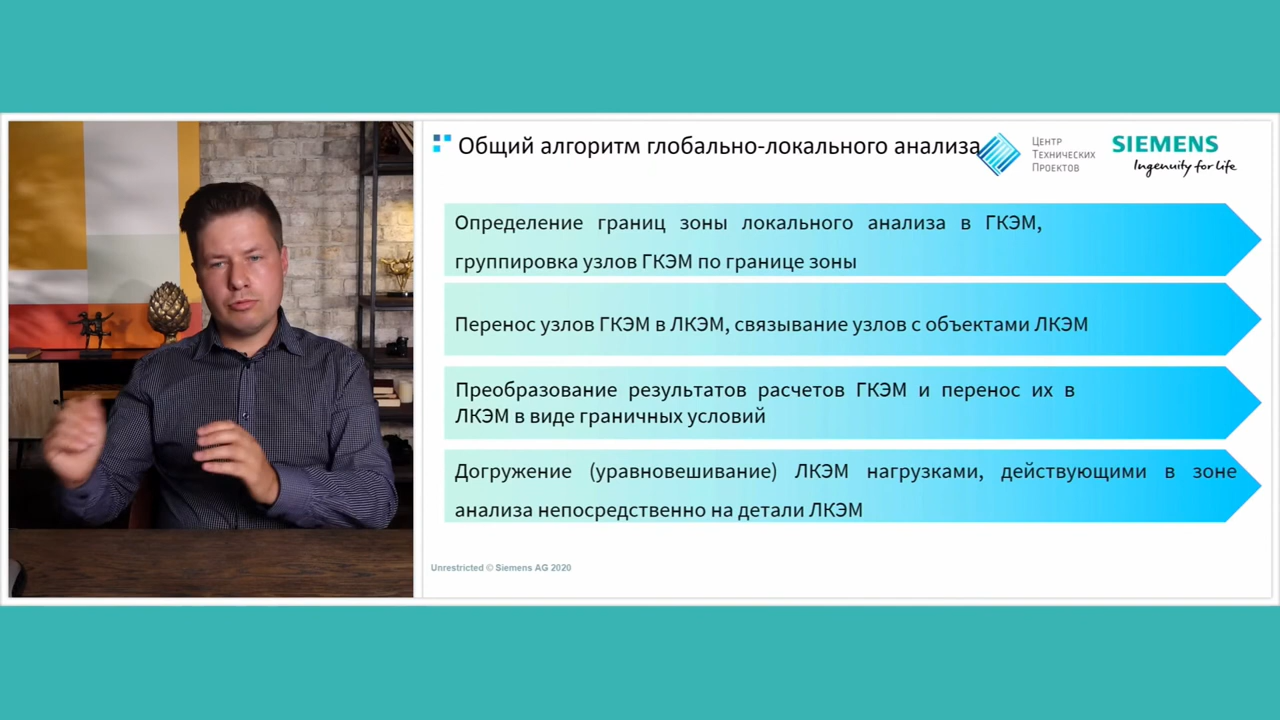 Общий алгоритм глобально-локального анализа
ЦЕНТР
ТЕХНИЧЕСКИХ
ПРОЕКТОВ
SIEMENS
Ingenuity for life
Определение границ зоны локального анализа в ГКЭМ,
группировка узлов ГКЭМ по границе зоны
Перенос узлов ГКЭМ в ЛКЭМ, связывание узлов с объектами ЛКЭМ
Преобразование результатов расчетов ГКЭМ и перенос их в
ЛКЭМ в виде граничных условий
Догружение (уравновешивание) ЛКЭМ нагрузками, действующими в зоне
анализа непосредственно на детали ЛКЭМ
Unrestricted © Siemens AG 2020